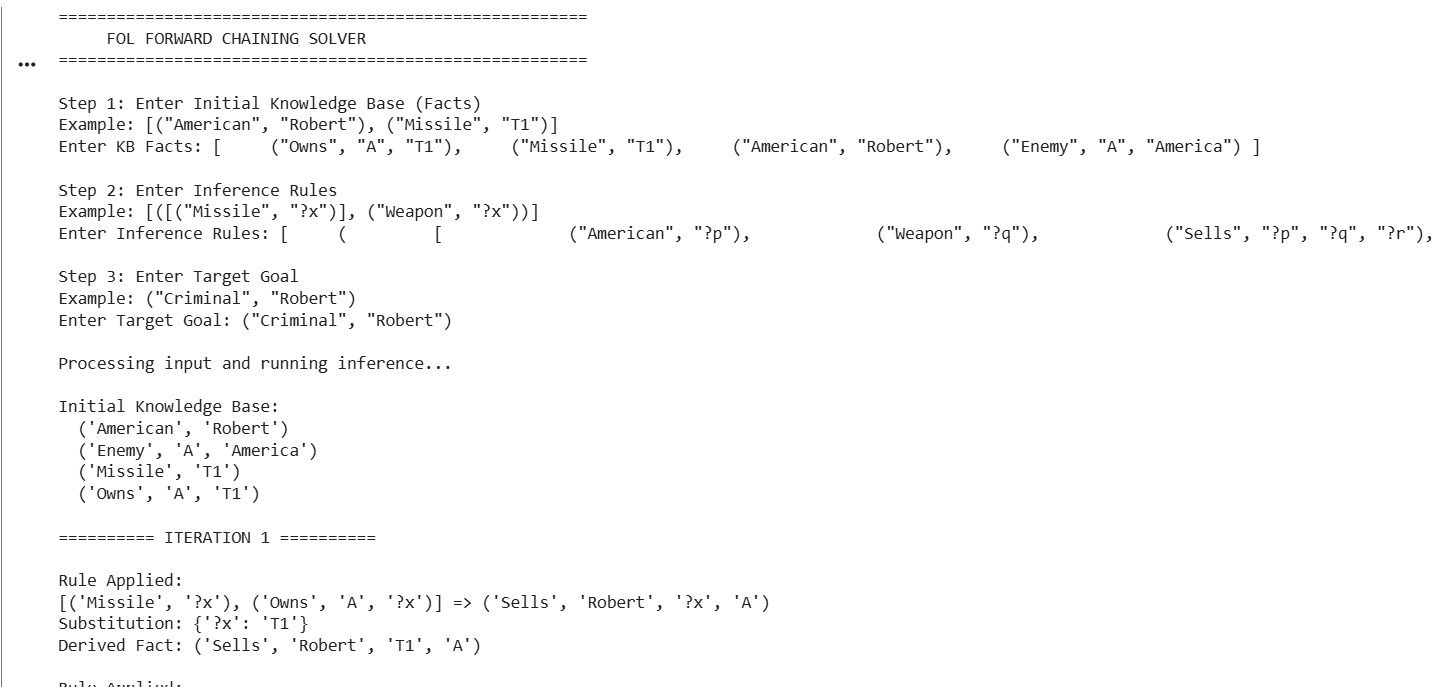 =======================================================
FOL FORWARD CHAINING SOLVER
=======================================================
Step 1: Enter Initial Knowledge Base (Facts)
Example: [("American", "Robert"), ("Missile", "T1")]
Enter KB Facts: [     ("Owns", "A", "T1"),     ("Missile", "T1"),     ("American", "Robert"),     ("Enemy", "A", "America") ]
Step 2: Enter Inference Rules
Example: [([("Missile", "?x")], ("Weapon", "?x"))]
Enter Inference Rules: [     (         [             ("American", "?p"),             ("Weapon", "?q"),             ("Sells", "?p", "?q", "?r"),
Step 3: Enter Target Goal
Example: ("Criminal", "Robert")
Enter Target Goal: ("Criminal", "Robert")
Processing input and running inference...
Initial Knowledge Base:
('American', 'Robert')
('Enemy', 'A', 'America')
('Missile', 'T1')
('Owns', 'A', 'T1')
========== ITERATION 1 ==========
Rule Applied:
[('Missile', '?x'), ('Owns', 'A', '?x')] => ('Sells', 'Robert', '?x', 'A')
Substitution: {'?x': 'T1'}
Derived Fact: ('Sells', 'Robert', 'T1', 'A')
Rule Applied: